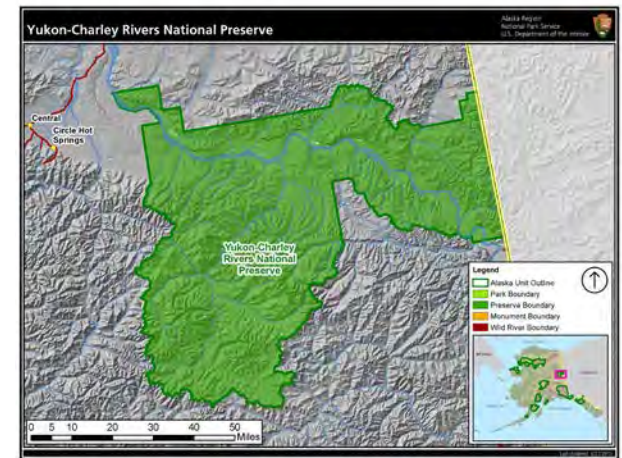 Yukon-Charley Rivers National Preserve
Alaska Region
National Park Service
U.S. Department of the Interior
Central
Circle Hot
Springs
Yukon-Charley
Rivers National
Preserve
Legend
Alaska Unit Outline
Park Boundary
Preserve Boundary
Monument Boundary
Wild River Boundary
0 5 10 20 30 40 50
Miles